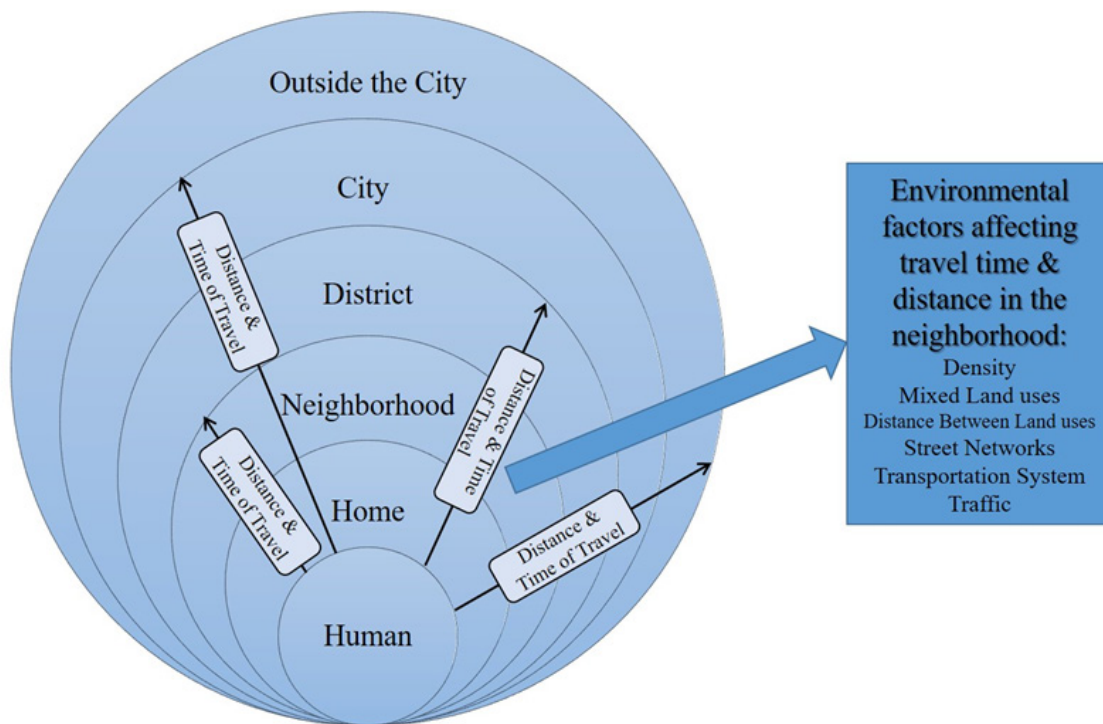 Outside the City
City
District
Neighborhood
Home
Human
Distance &
Time of Travel
Distance &
Time of Travel
Distance & Time
of Travel
Distance &
Time of Travel
Environmental
factors affecting
travel time &
distance in the
neighborhood:
Density
Mixed Land uses
Distance Between Land uses
Street Networks
Transportation System
Traffic